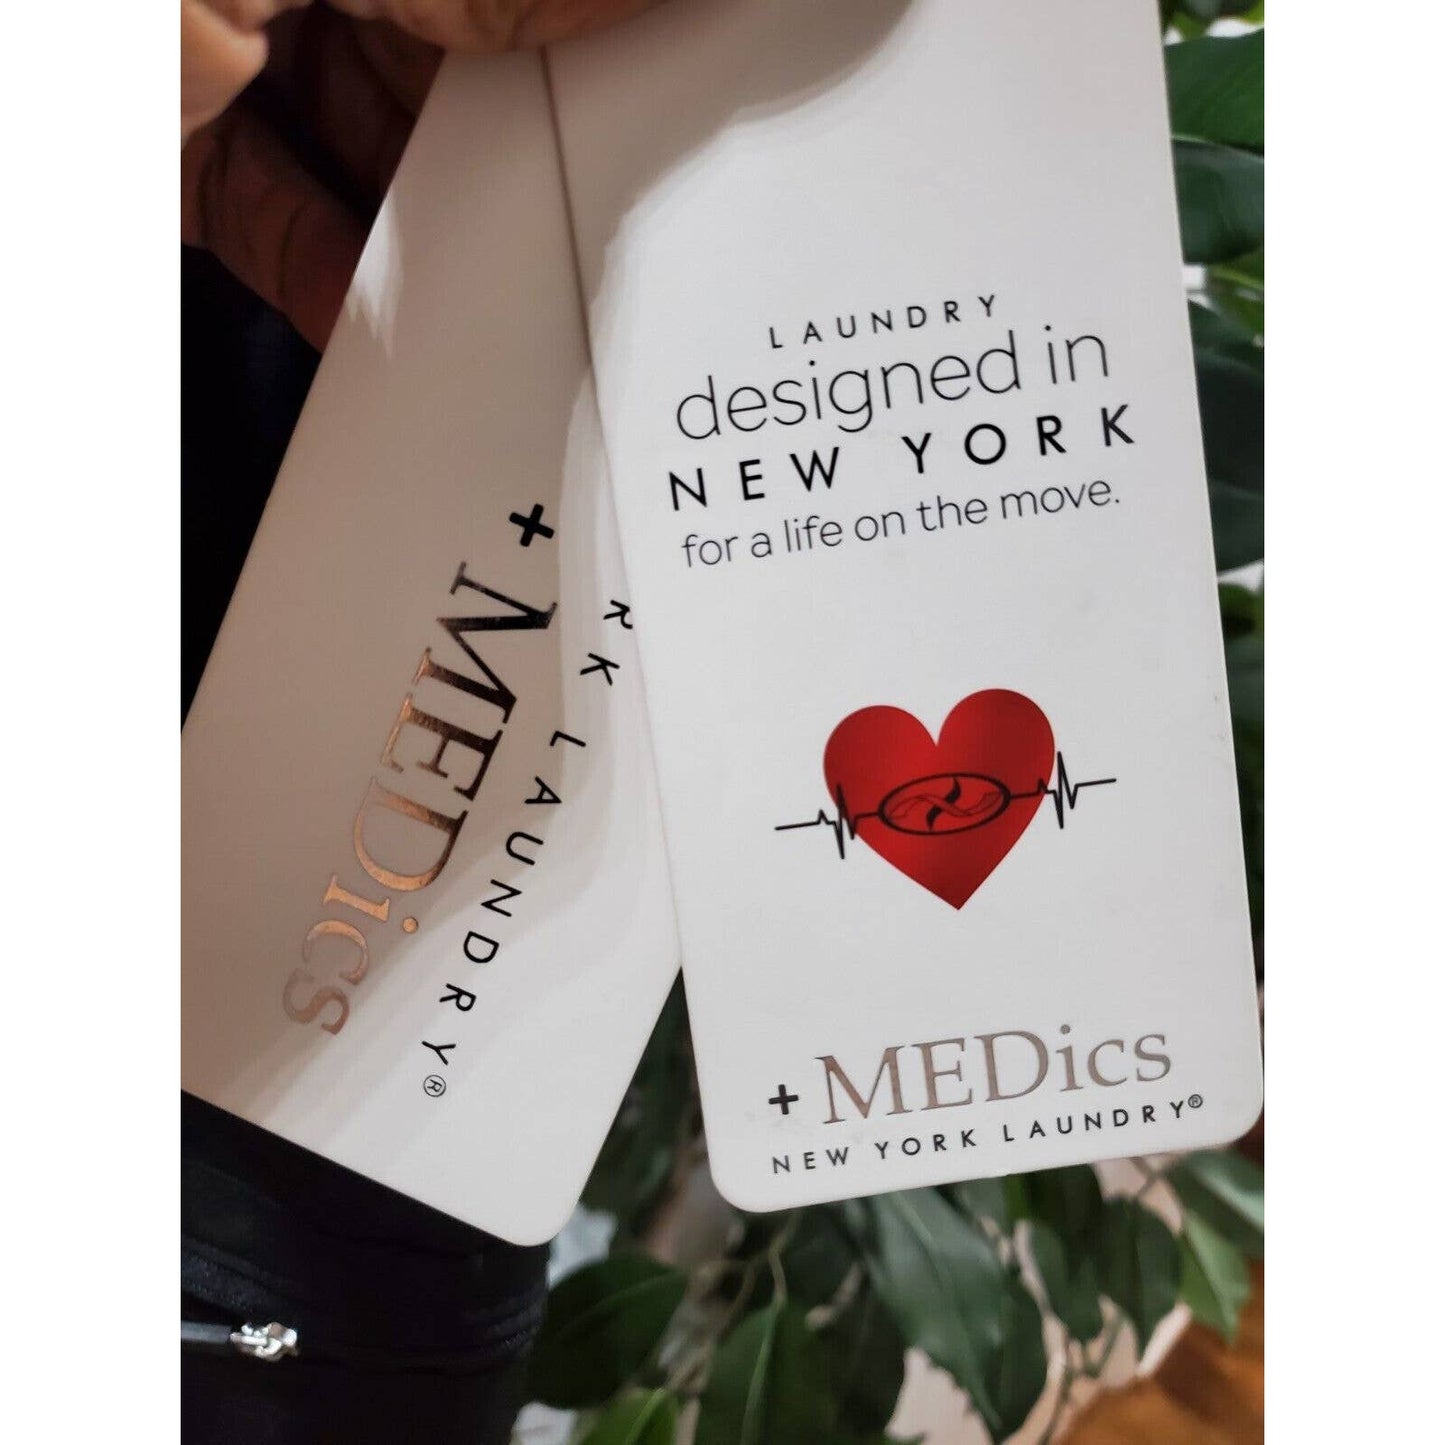 LAUNDRY
designed in
NEW YORK
for a life on the move.
+ MEDics
NEW YORK LAUNDRY®
+ MEDics
RK LAUNDRY®